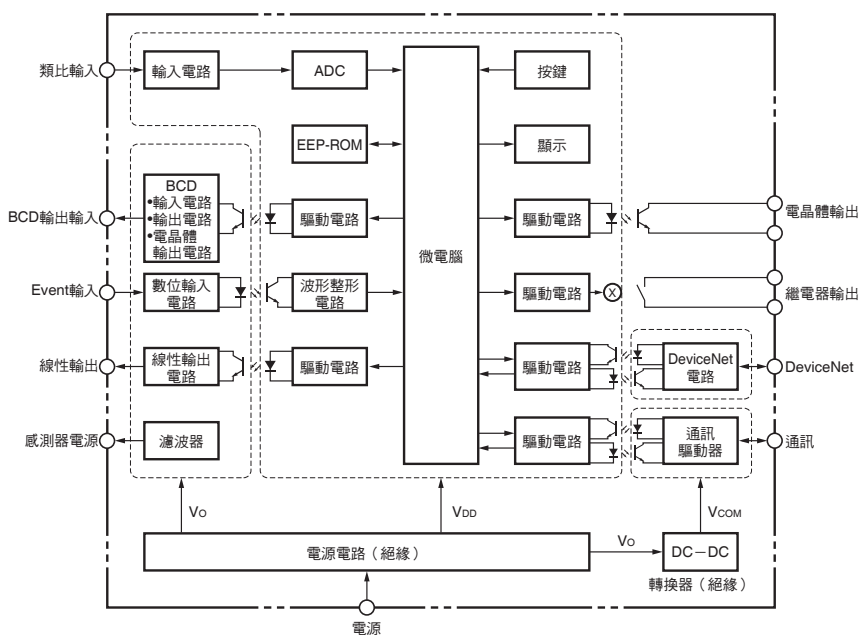 類比輸入
輸入電路
ADC
按鍵
EEP-ROM
顯示
微電腦
BCD輸出輸入
BCD
•輸入電路
•輸出電路
•電晶體
輸出電路
驅動電路
驅動電路
電晶體輸出
Event輸入
數位輸入
電路
波形整形
電路
驅動電路
X
繼電器輸出
線性輸出
線性輸出
電路
驅動電路
驅動電路
DeviceNet
電路
DeviceNet
感測器電源
濾波器
驅動電路
通訊
驅動器
通訊
VO
VDD
VCOM
電源電路（絕緣）
VO
DC－DC
轉換器（絕緣）
電源